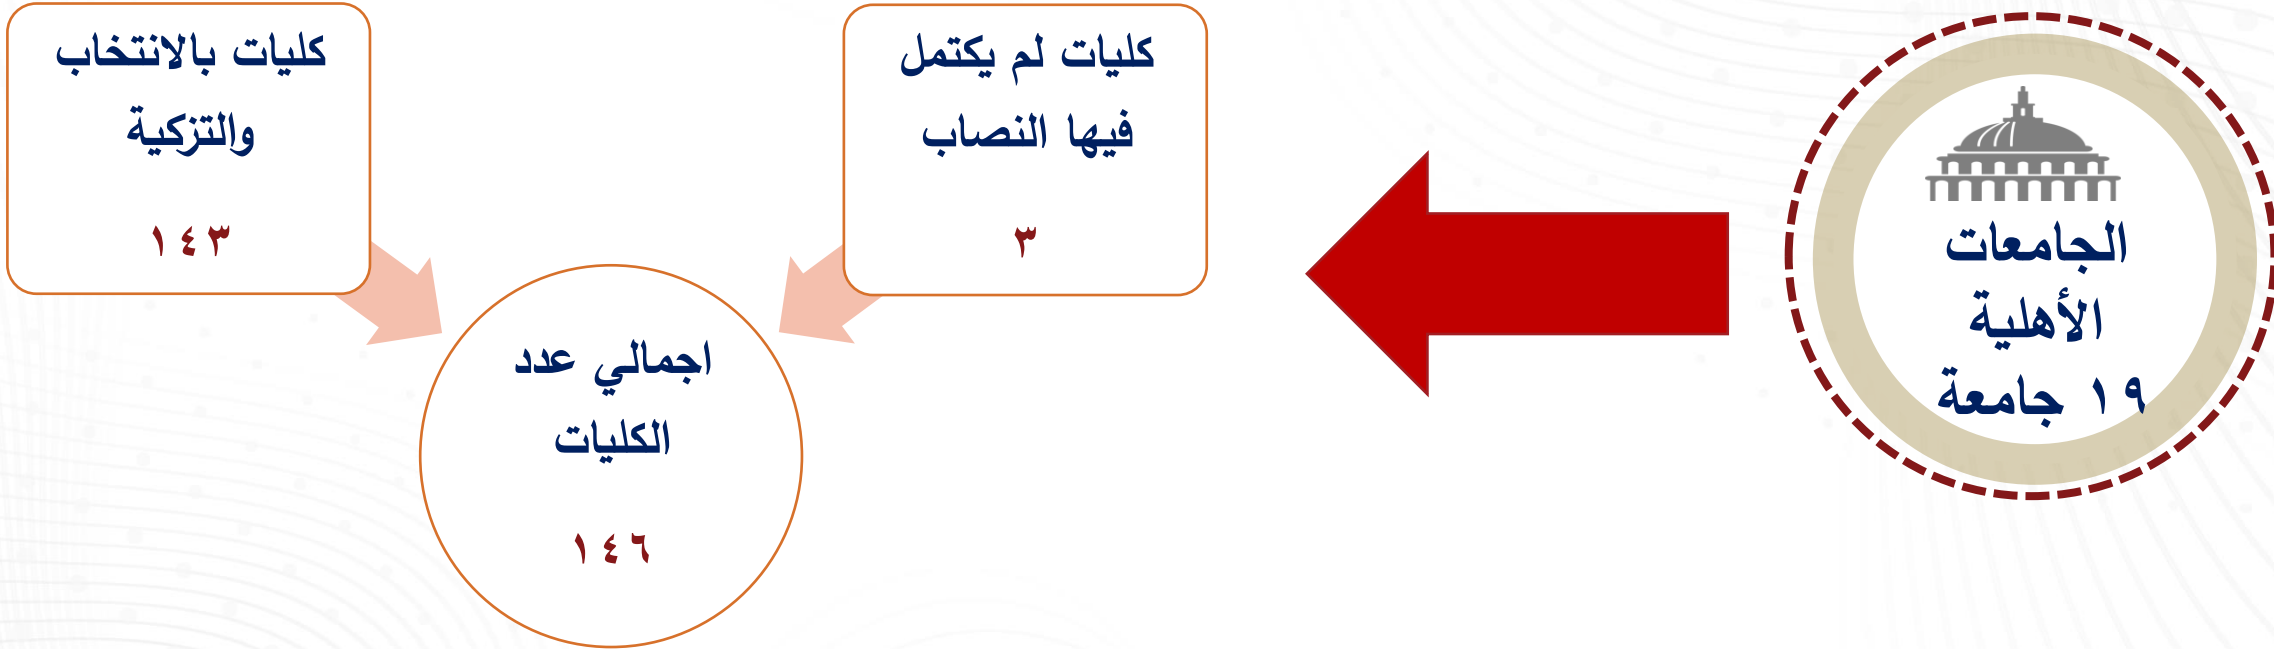 الجامعات
الأهلية
١٩ جامعة
كليات لم يكتمل
فيها النصاب
٣
كليات بالانتخاب
والتزكية
١٤٣
اجمالي عدد
الكليات
١٤٦